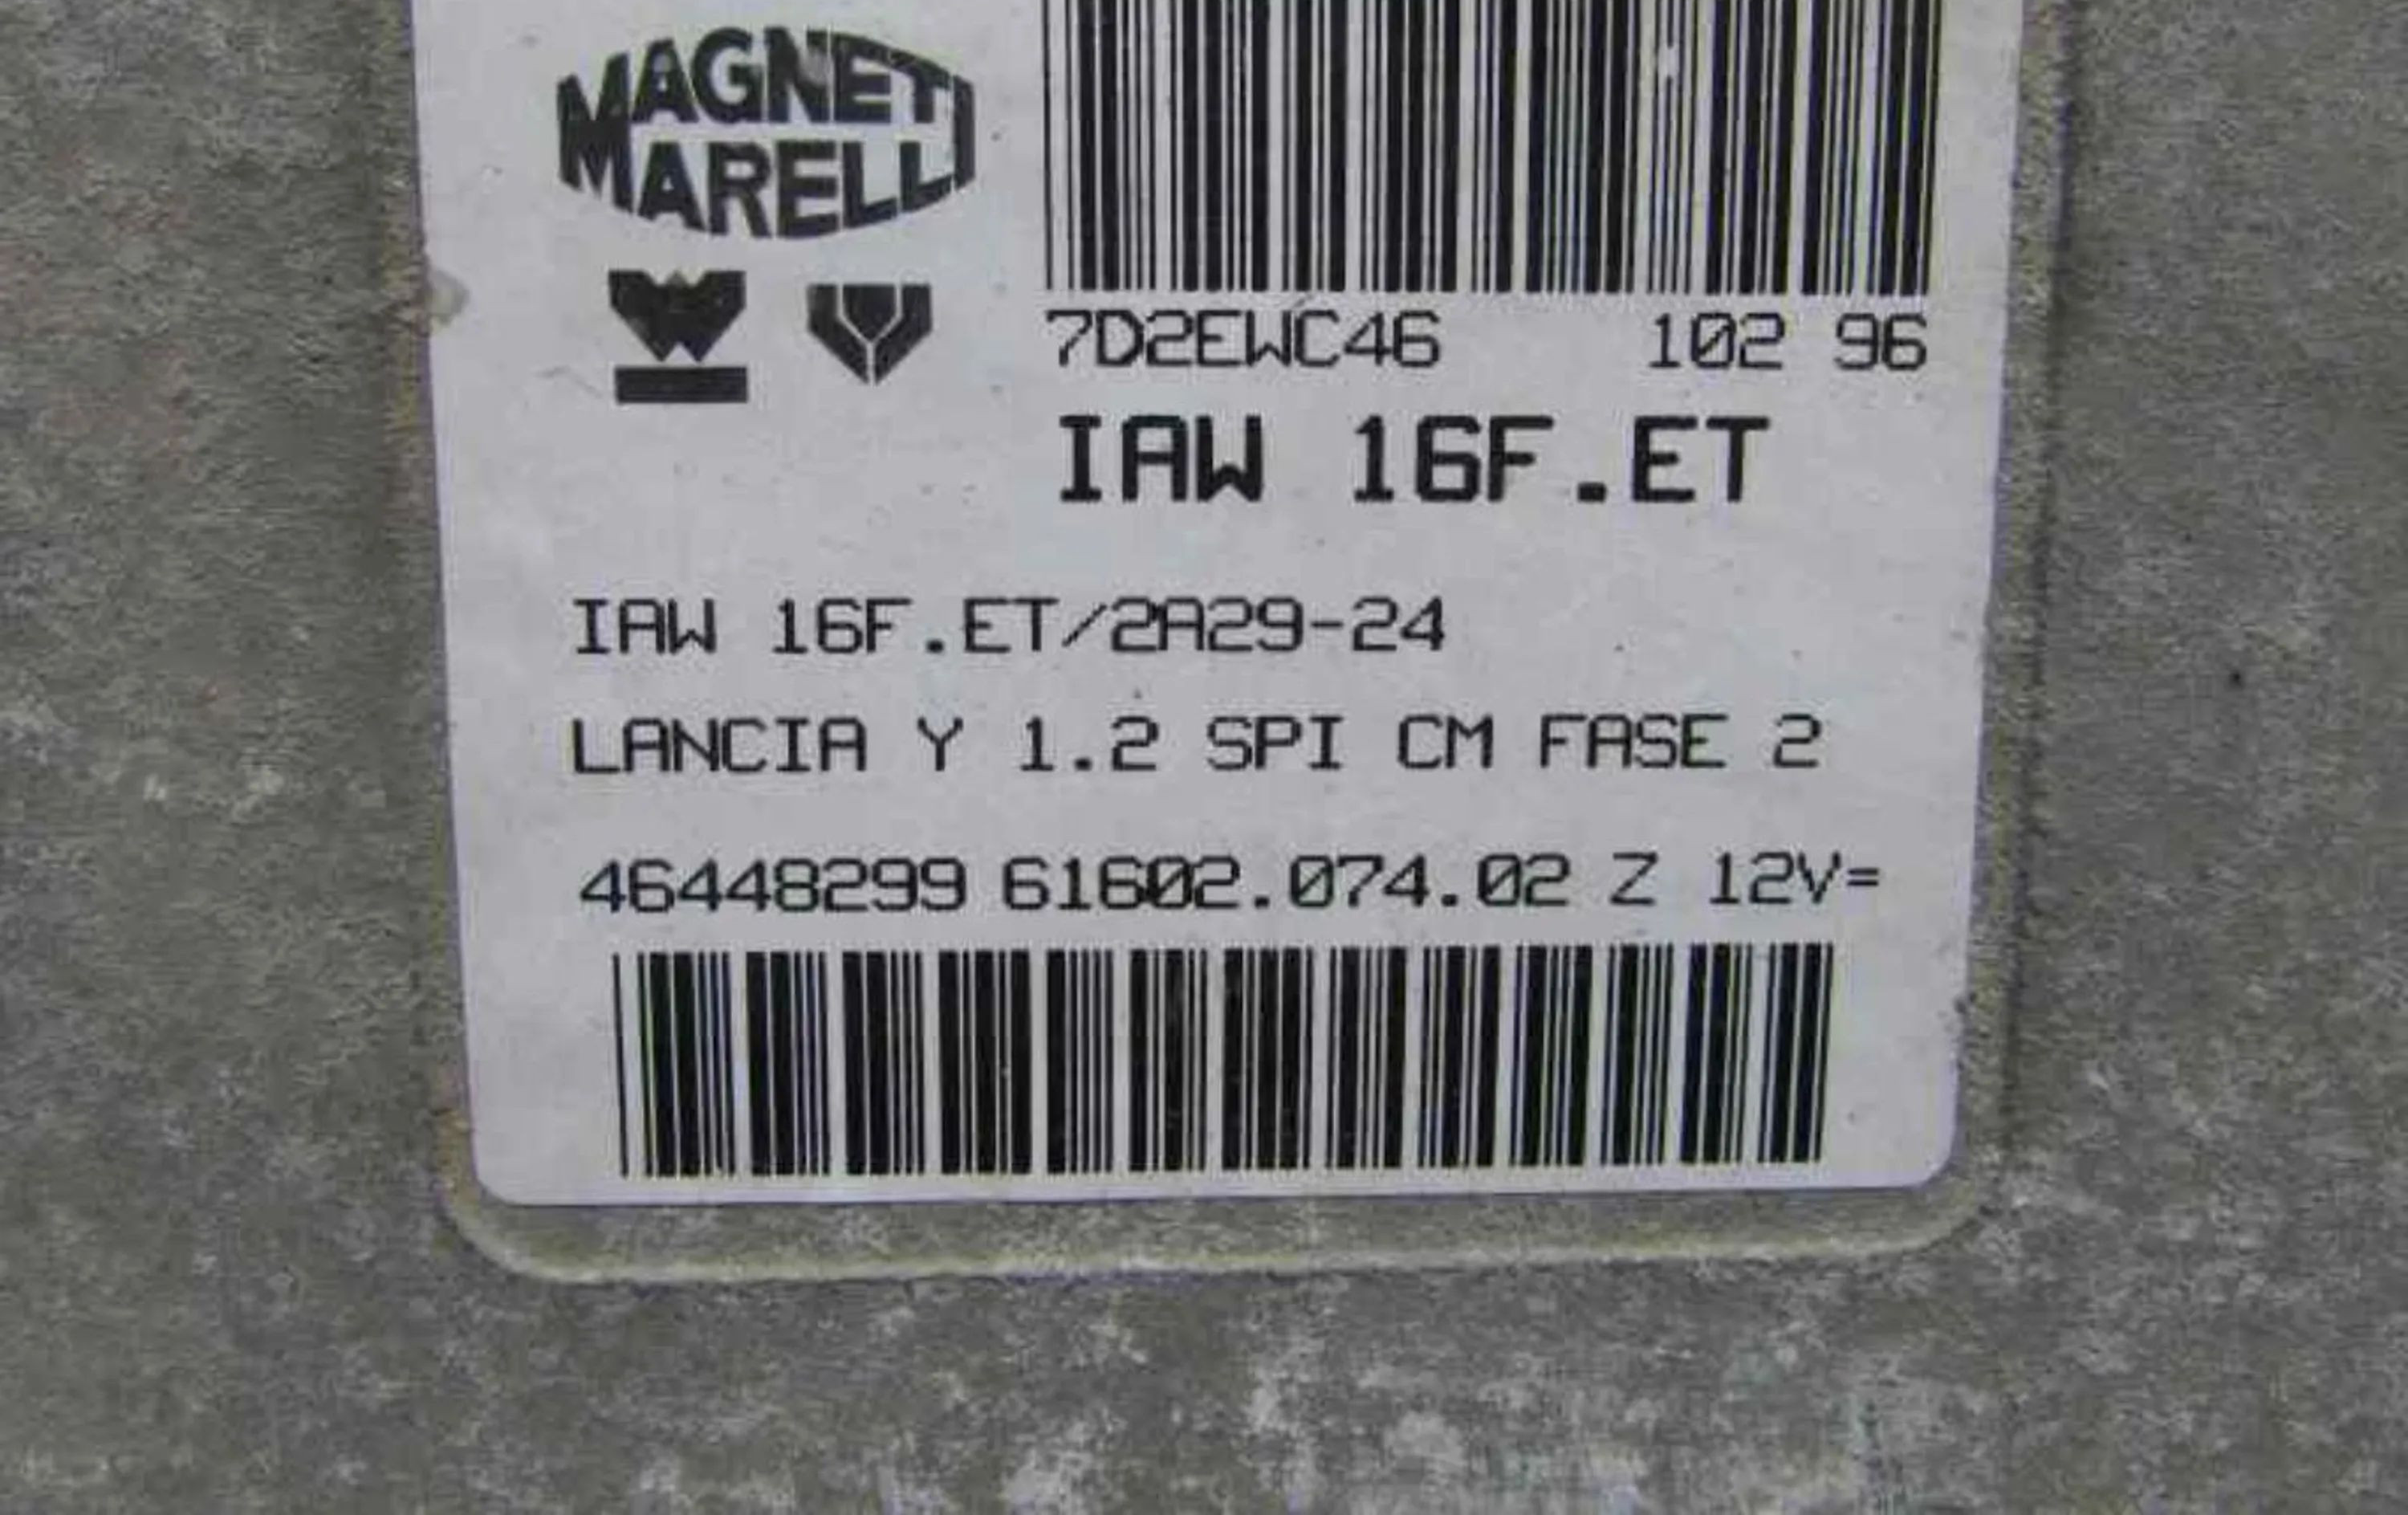 MAGNETI
MARELLI
7D2EWC46 102 96
IAW 16F.ET
IAW 16F.ET/2A29-24
LANCIA Y 1.2 SPI CM FASE 2
46448299 61602.074.02 Z 12V=